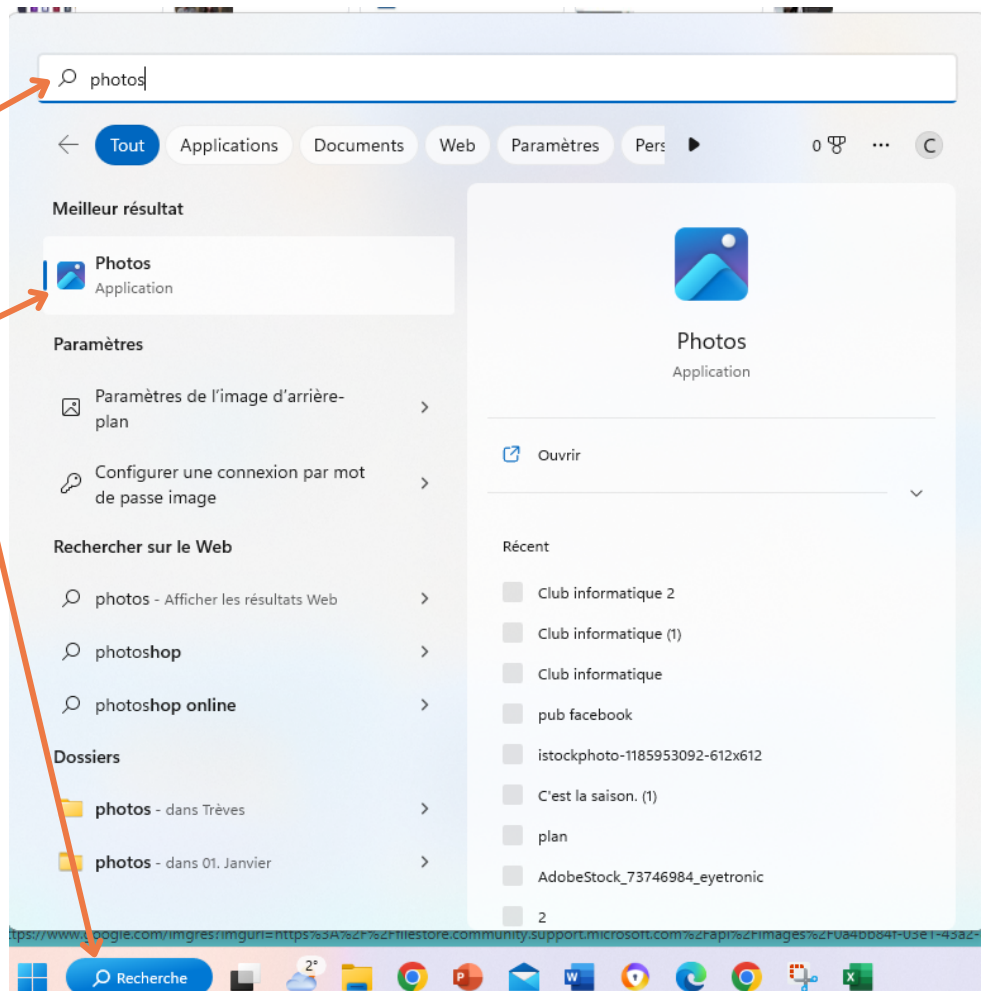 photos
Tout Applications Documents Web Paramètres Pers 0 ... C
Meilleur résultat
Photos
Application
Paramètres
Paramètres de l'image d'arrière-
plan
Configurer une connexion par mot
de passe image
Rechercher sur le Web
photos - Afficher les résultats Web
photoshop
photoshop online
Dossiers
photos - dans Trèves
photos - dans 01. Janvier
Photos
Application
Ouvrir
Récent
Club informatique 2
Club informatique (1)
Club informatique
pub facebook
istockphoto-1185953092-612x612
C'est la saison. (1)
plan
AdobeStock_73746984_eyetronic
2
Recherche 2°